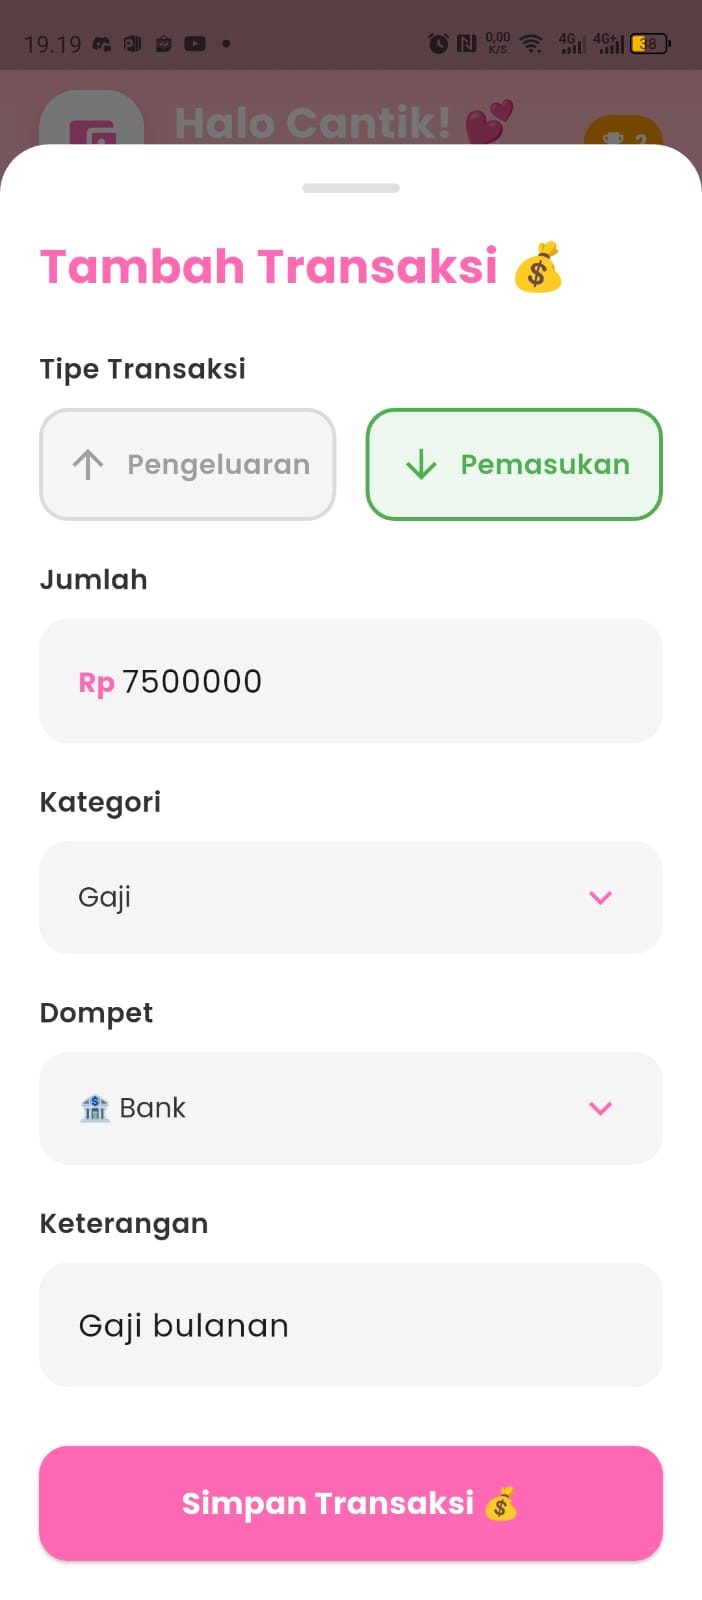 19.19 0,00 K/S 4G 4G+ 38
Halo Cantik! 💕 2
Tambah Transaksi 💰
Tipe Transaksi
Pengeluaran Pemasukan
Jumlah
Rp 7500000
Kategori
Gaji
Dompet
🏦 Bank
Keterangan
Gaji bulanan
Simpan Transaksi 💰